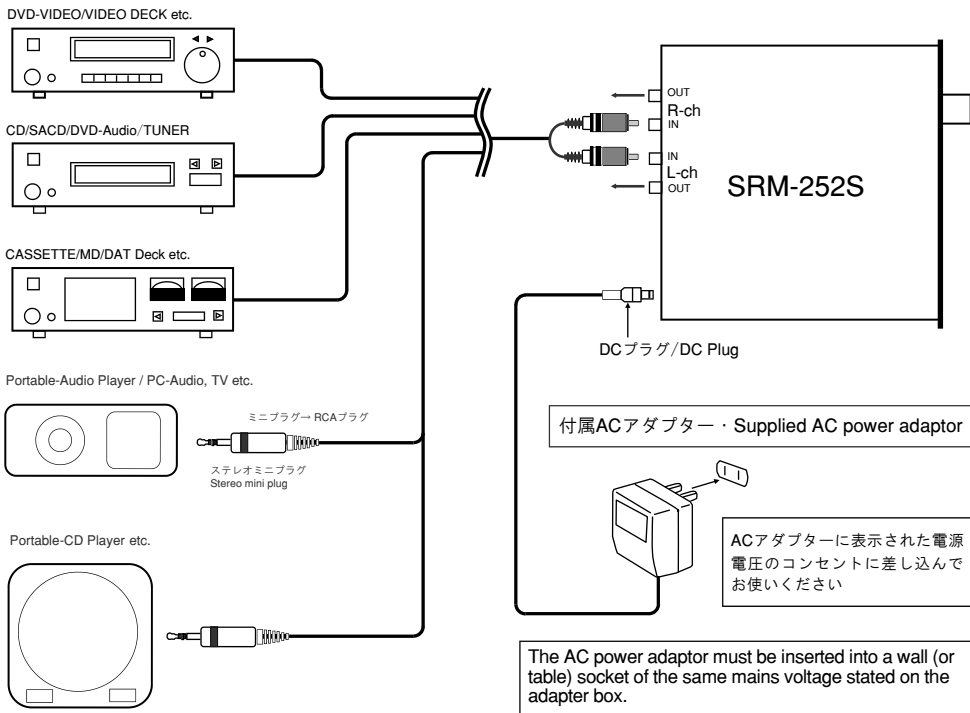 DVD-VIDEO/VIDEO DECK etc.
CD/SACD/DVD-Audio/TUNER
CASSETTE/MD/DAT Deck etc.
Portable-Audio Player / PC-Audio, TV etc.
ミニプラグ→ RCAプラグ
ステレオミニプラグ
Stereo mini plug
Portable-CD Player etc.
OUT
R-ch
IN
IN
L-ch
OUT
SRM-252S
DCプラグ/DC Plug
付属ACアダプター・Supplied AC power adaptor
ACアダプターに表示された電源
電圧のコンセントに差し込んで
お使いください
The AC power adaptor must be inserted into a wall (or
table) socket of the same mains voltage stated on the
adapter box.